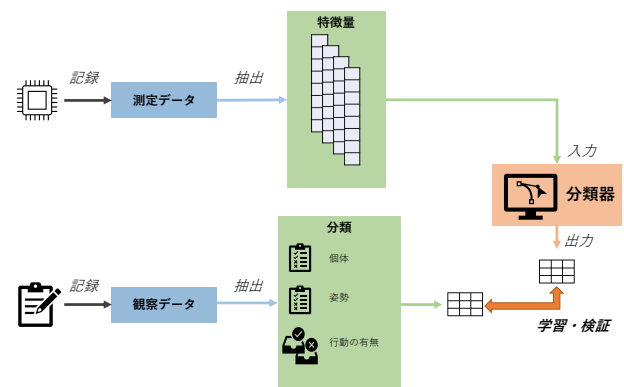 特徴量
記録
測定データ
抽出
入力
分類器
出力
記録
観察データ
抽出
分類
個体
姿勢
行動の有無
学習・検証